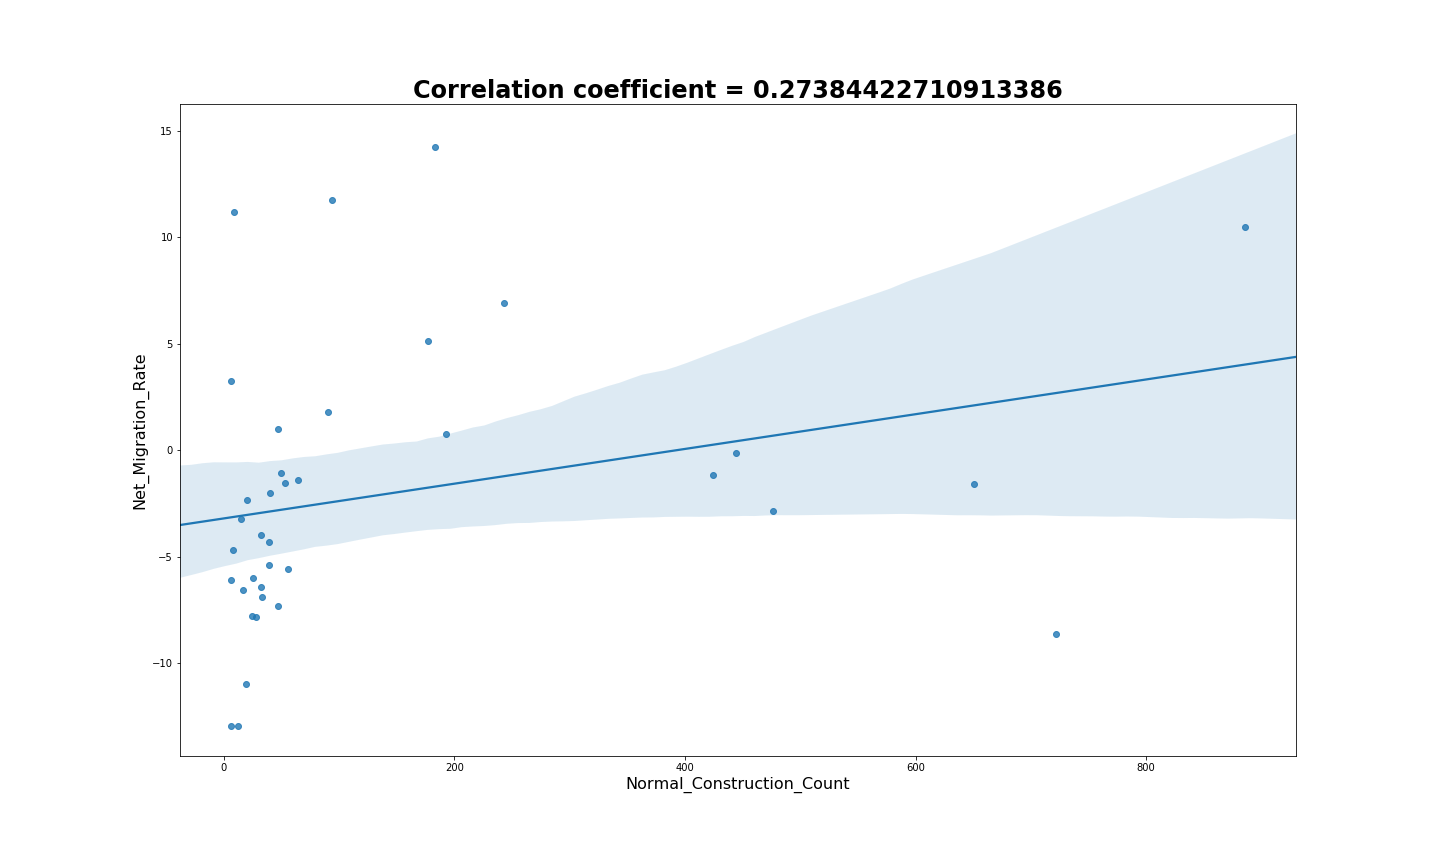 Correlation coefficient = 0.27384422710913386
15
10
5
0
−5
−10
Net_Migration_Rate
0 200 400 600 800
Normal_Construction_Count